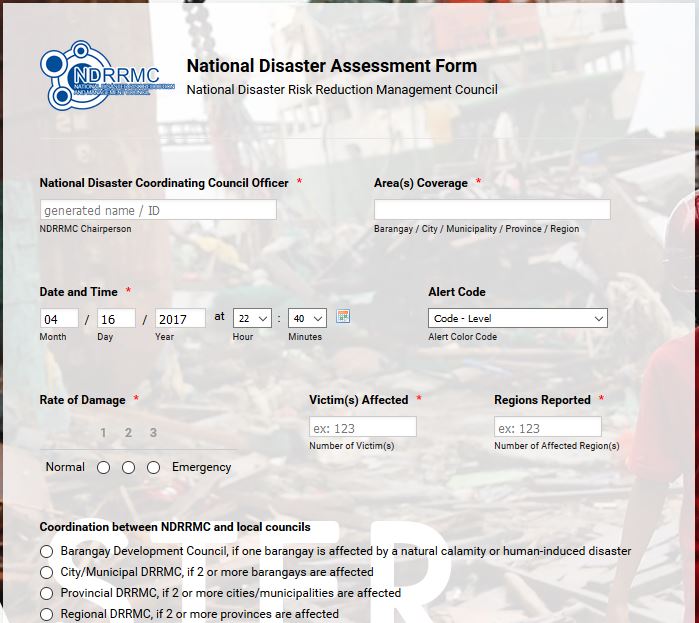 NDRRMC
NATIONAL DISASTER RISK REDUCTION
AND MANAGEMENT COUNCIL
National Disaster Assessment Form
National Disaster Risk Reduction Management Council
National Disaster Coordinating Council Officer *
Area(s) Coverage *
generated name / ID
NDRRMC Chairperson
Barangay / City / Municipality / Province / Region
Date and Time *
Alert Code
04 / 16 / 2017 at 22 : 40
Code - Level
Month Day Year Hour Minutes
Alert Color Code
Rate of Damage *
Victim(s) Affected *
Regions Reported *
1 2 3
ex: 123
ex: 123
Number of Victim(s)
Number of Affected Region(s)
Normal Emergency
Coordination between NDRRMC and local councils
Barangay Development Council, if one barangay is affected by a natural calamity or human-induced disaster
City/Municipal DRRMC, if 2 or more barangays are affected
Provincial DRRMC, if 2 or more cities/municipalities are affected
Regional DRRMC, if 2 or more provinces are affected
STER